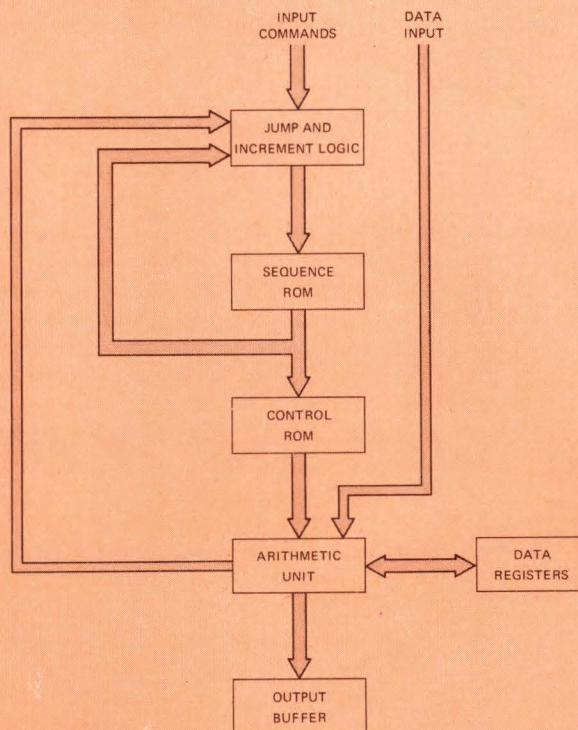 INPUT
COMMANDS
DATA
INPUT
JUMP AND
INCREMENT LOGIC
SEQUENCE
ROM
CONTROL
ROM
ARITHMETIC
UNIT
DATA
REGISTERS
OUTPUT
BUFFER